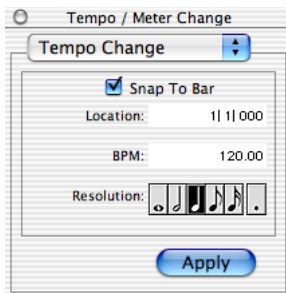 Tempo / Meter Change
Tempo Change
Snap To Bar
Location: 1| 1| 000
BPM: 120.00
Resolution:
Apply